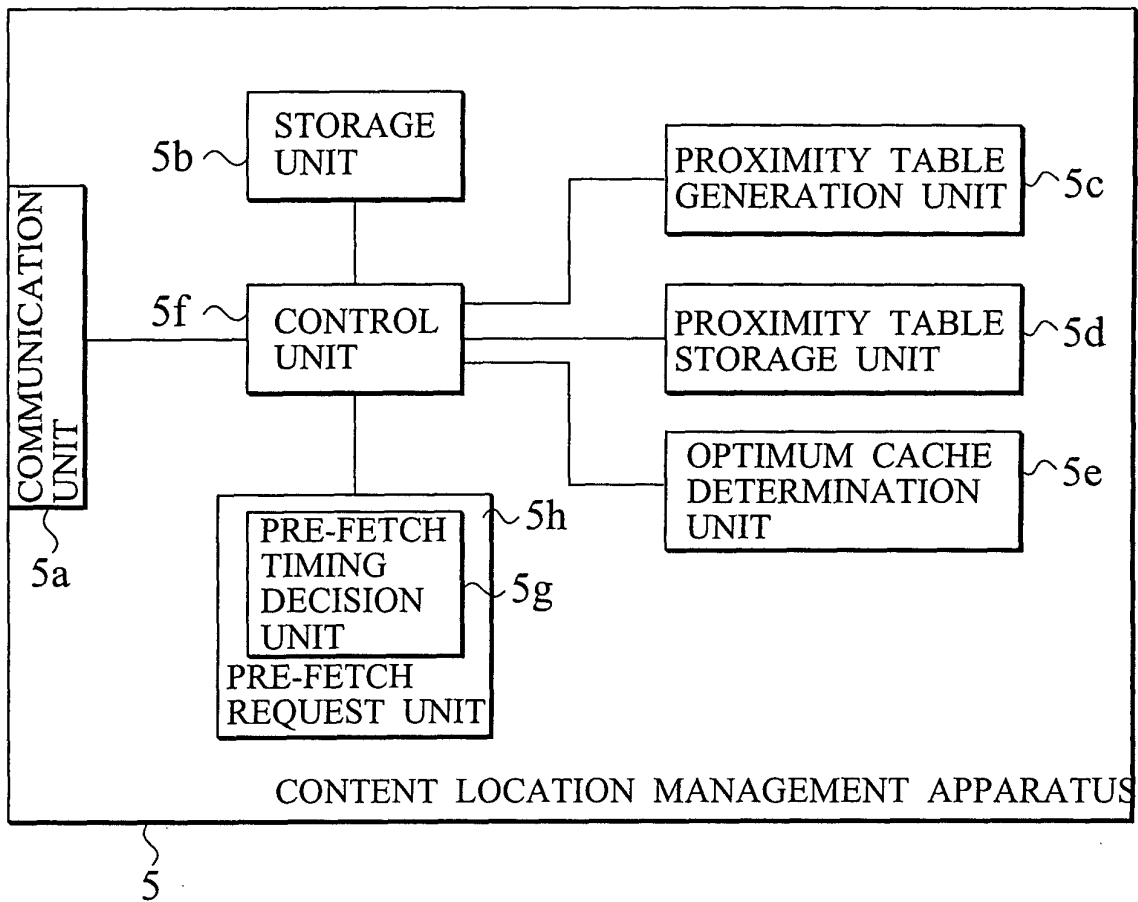 STORAGE
UNIT
5b
PROXIMITY TABLE
GENERATION UNIT
5c
COMMUNICATION
UNIT
5a
5f
CONTROL
UNIT
PROXIMITY TABLE
STORAGE UNIT
5d
OPTIMUM CACHE
DETERMINATION
UNIT
5e
5h
PRE-FETCH
TIMING
DECISION
UNIT
5g
PRE-FETCH
REQUEST UNIT
CONTENT LOCATION MANAGEMENT APPARATUS
5